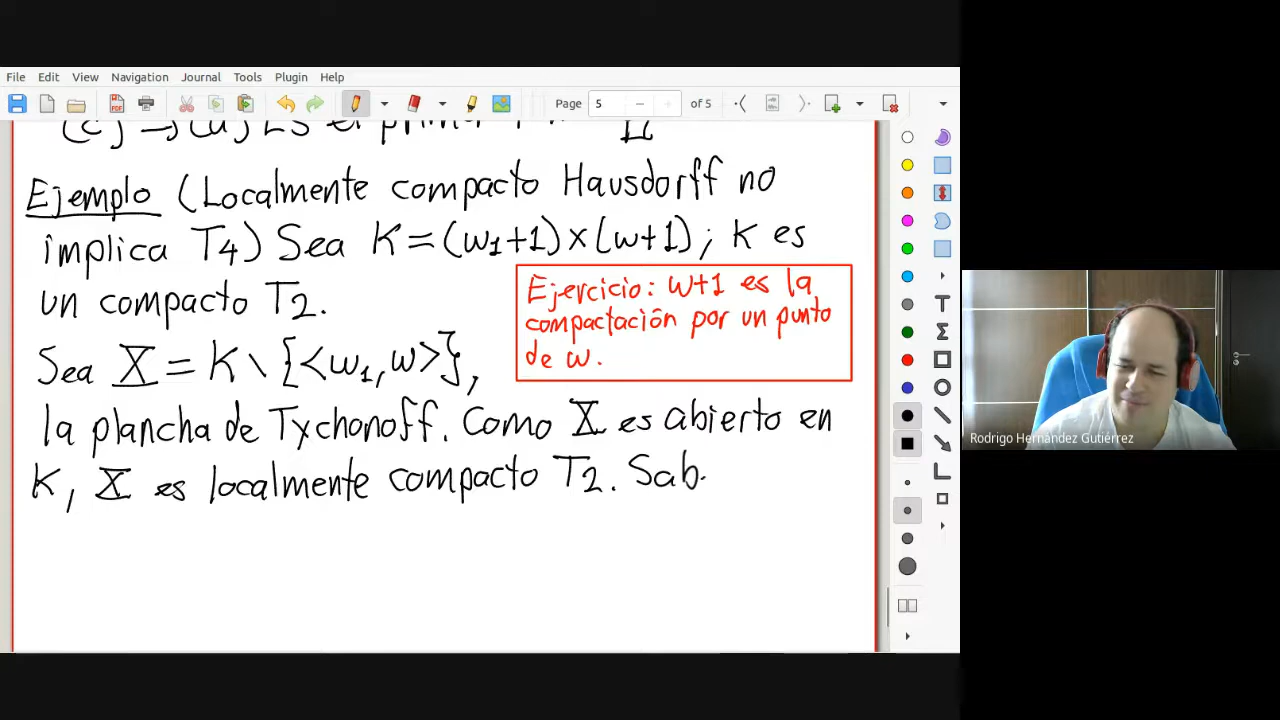 File Edit View Navigation Journal Tools Plugin Help
Page 5 of 5
Ejemplo (Localmente compacto Hausdorff no
implica T4) Sea K=(ω1+1)×(ω+1); K es
un compacto T2.
Ejercicio: ω+1 es la
compactación por un punto
de ω.
Sea X = K \ {<ω1,ω>},
la plancha de Tychonoff. Como X es abierto en
K, X es localmente compacto T2. Sab
Rodrigo Hernández Gutiérrez